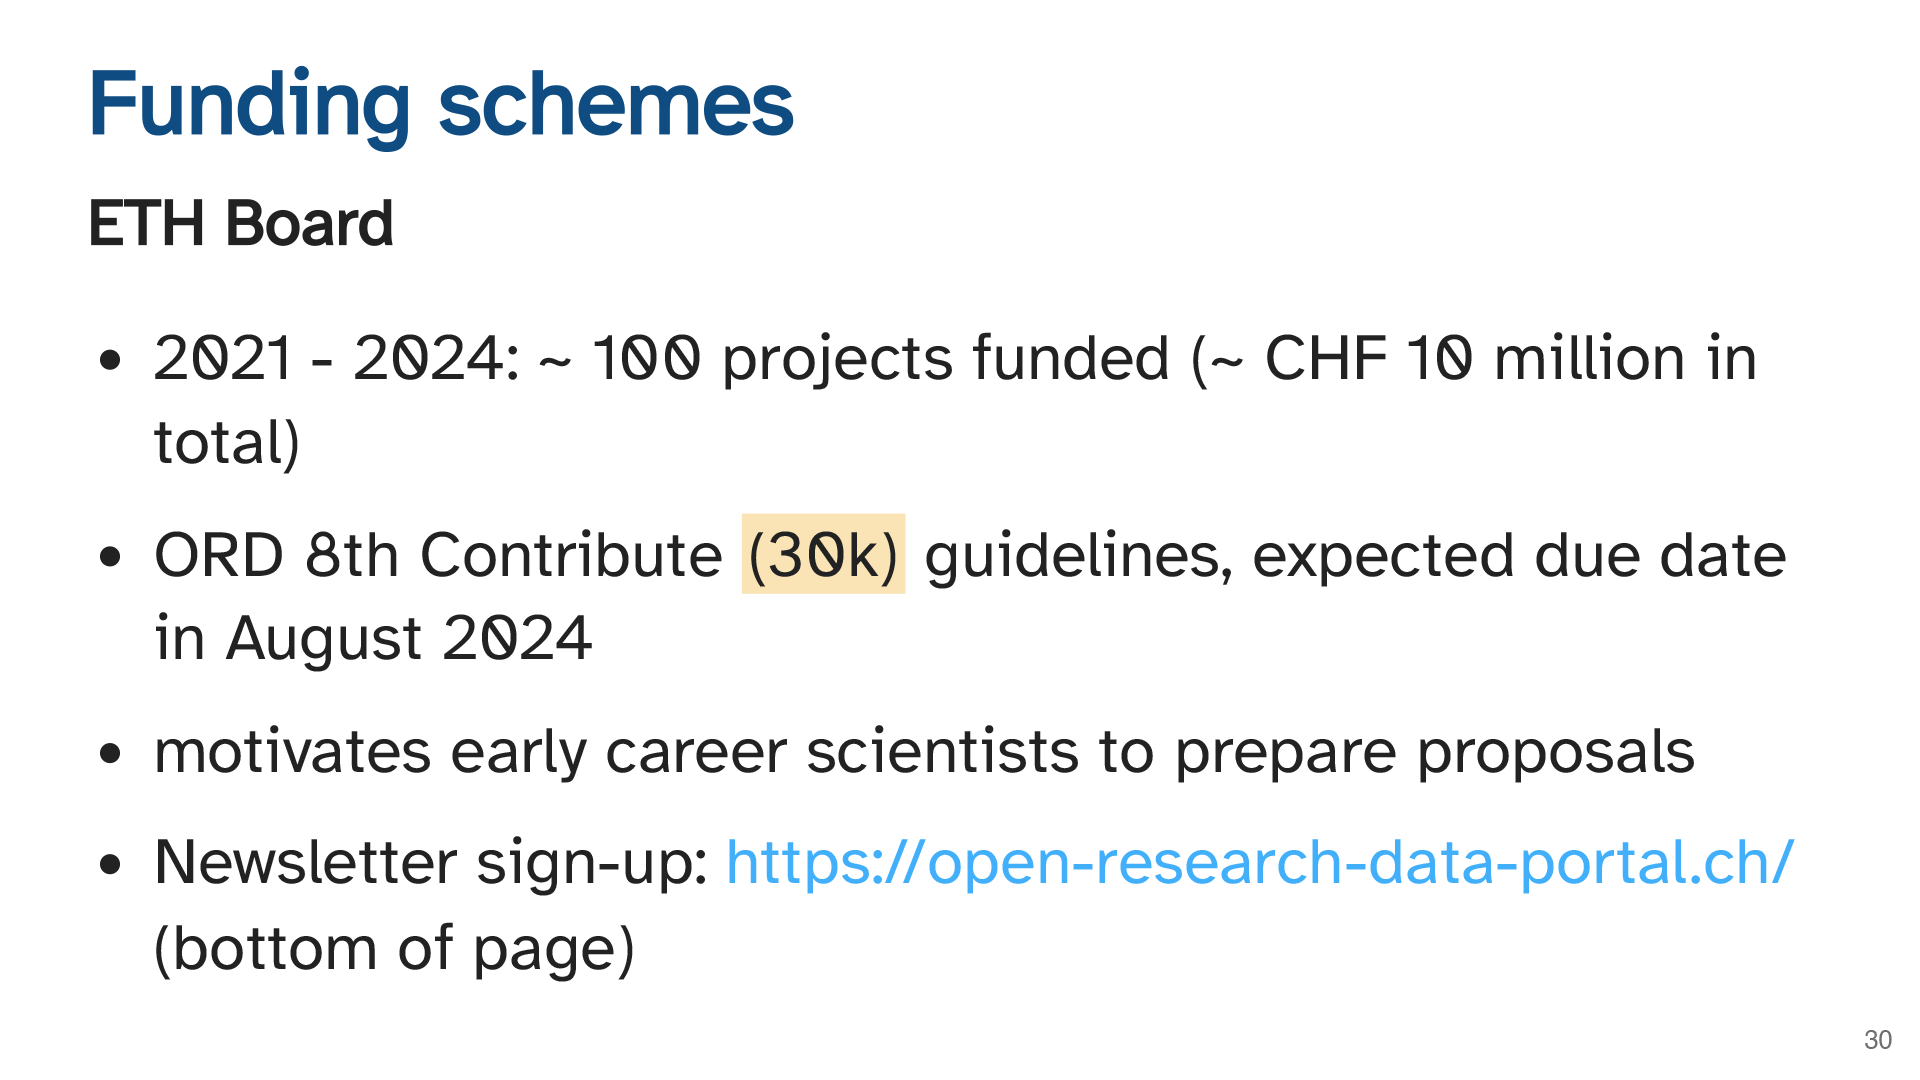 Funding schemes
ETH Board
• 2021 - 2024: ~ 100 projects funded (~ CHF 10 million in
total)
• ORD 8th Contribute (30k) guidelines, expected due date
in August 2024
• motivates early career scientists to prepare proposals
• Newsletter sign-up: https://open-research-data-portal.ch/
(bottom of page)
30